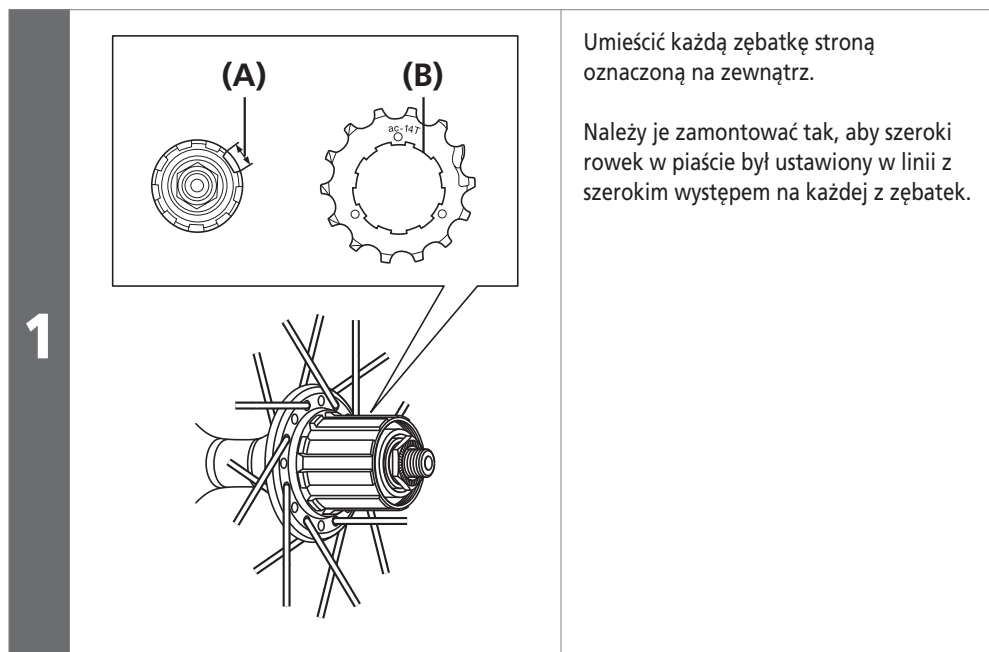 1
(A)
(B)
ac-14T
Umieścić każdą zębatkę stroną
oznaczoną na zewnątrz.
Należy je zamontować tak, aby szeroki
rowek w piaście był ustawiony w linii z
szerokim występem na każdej z zębatek.